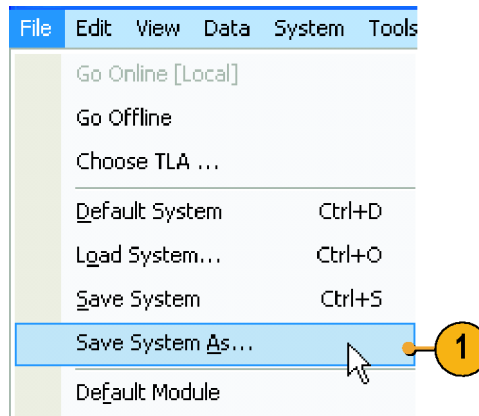 File Edit View Data System Tools
Go Online [Local]
Go Offline
Choose TLA ...
Default System Ctrl+D
Load System... Ctrl+O
Save System Ctrl+S
Save System As...
1
Default Module